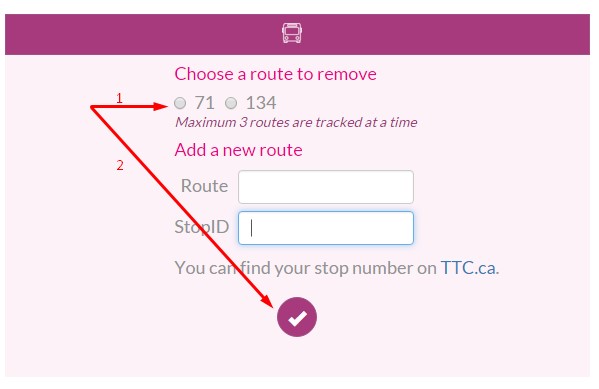 Choose a route to remove
1
71 134
Maximum 3 routes are tracked at a time
Add a new route
2
Route
StopID
You can find your stop number on TTC.ca.